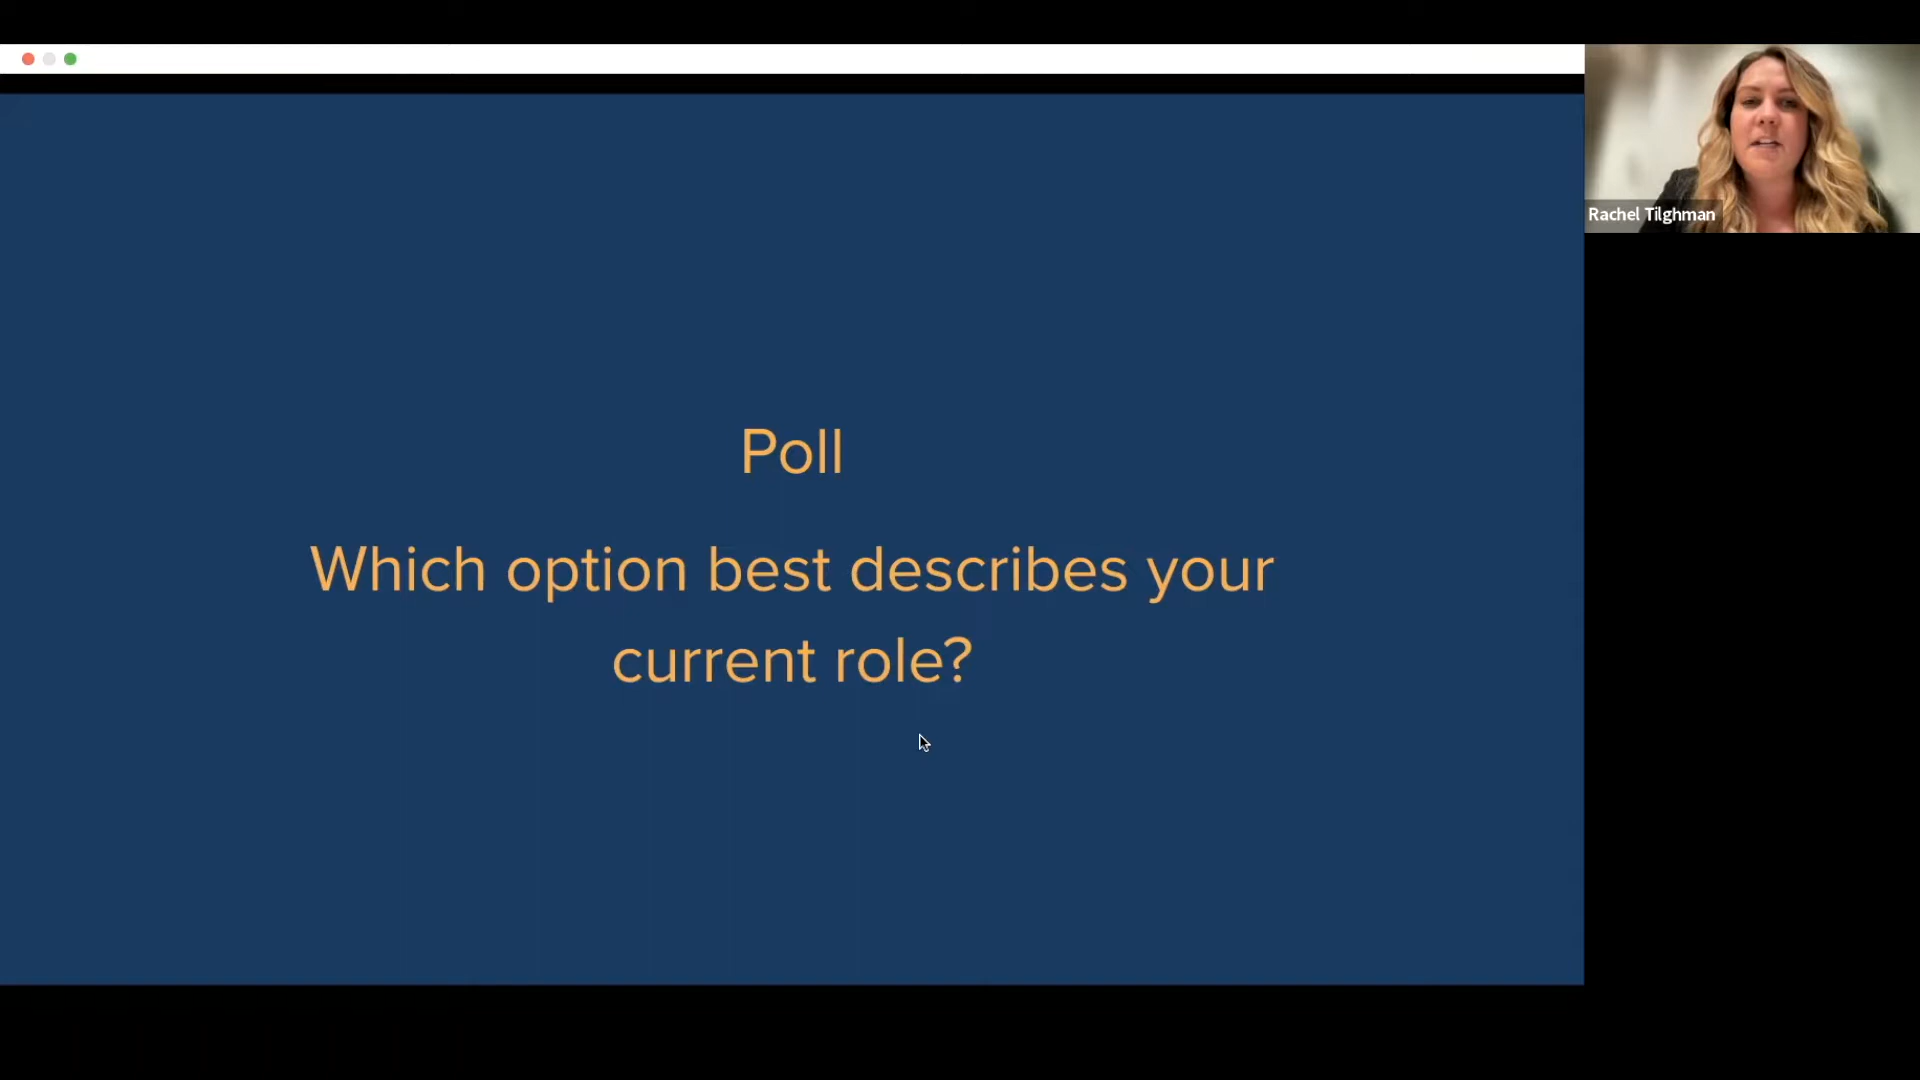 Poll
Which option best describes your
current role?
Rachel Tilghman